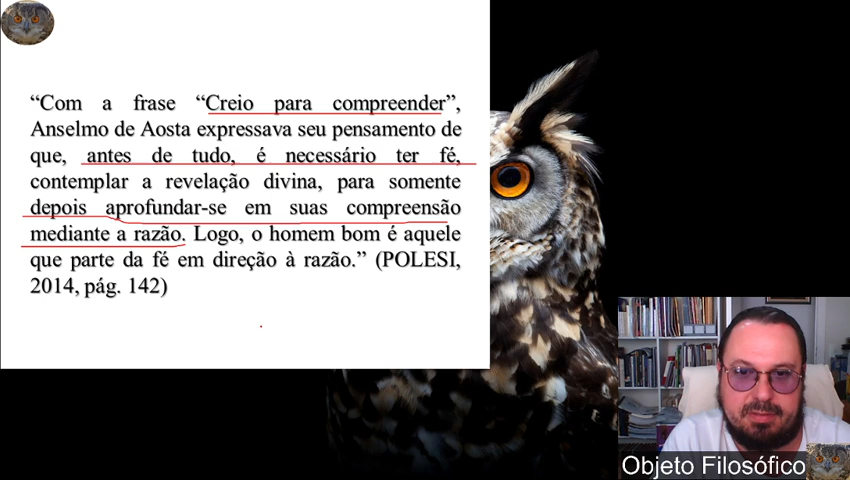 “Com a frase “Creio para compreender”,
Anselmo de Aosta expressava seu pensamento de
que, antes de tudo, é necessário ter fé,
contemplar a revelação divina, para somente
depois aprofundar-se em suas compreensão
mediante a razão. Logo, o homem bom é aquele
que parte da fé em direção à razão.” (POLESI,
2014, pág. 142)
Objeto Filosófico